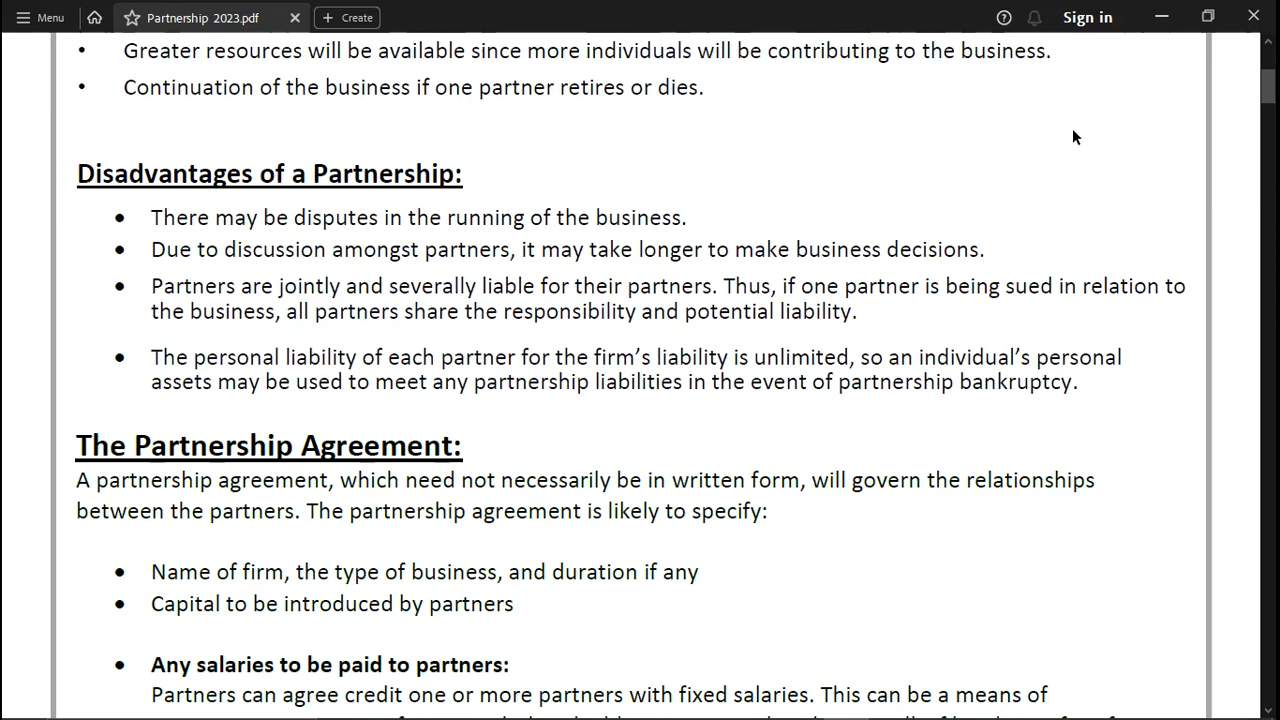 Menu
Partnership 2023.pdf
Create
Sign in
• Greater resources will be available since more individuals will be contributing to the business.
• Continuation of the business if one partner retires or dies.
Disadvantages of a Partnership:
• There may be disputes in the running of the business.
• Due to discussion amongst partners, it may take longer to make business decisions.
• Partners are jointly and severally liable for their partners. Thus, if one partner is being sued in relation to
the business, all partners share the responsibility and potential liability.
• The personal liability of each partner for the firm’s liability is unlimited, so an individual’s personal
assets may be used to meet any partnership liabilities in the event of partnership bankruptcy.
The Partnership Agreement:
A partnership agreement, which need not necessarily be in written form, will govern the relationships
between the partners. The partnership agreement is likely to specify:
• Name of firm, the type of business, and duration if any
• Capital to be introduced by partners
• Any salaries to be paid to partners:
Partners can agree credit one or more partners with fixed salaries. This can be a means of